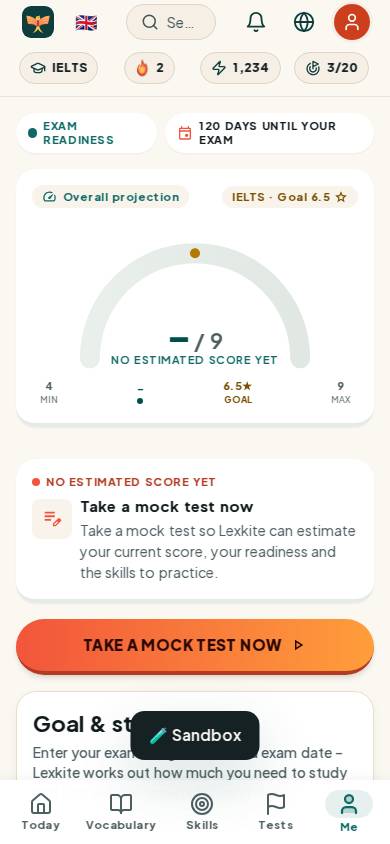 Se...
IELTS
2
1,234
3/20
EXAM
READINESS
120 DAYS UNTIL YOUR
EXAM
Overall projection
IELTS · Goal 6.5 ☆
– / 9
NO ESTIMATED SCORE YET
4
MIN
–
6.5★
GOAL
9
MAX
NO ESTIMATED SCORE YET
Take a mock test now
Take a mock test so Lexkite can estimate
your current score, your readiness and
the skills to practice.
TAKE A MOCK TEST NOW
Goal & st
Sandbox
Enter your exam
exam date –
Lexkite works out how much you need to study
Today
Vocabulary
Skills
Tests
Me